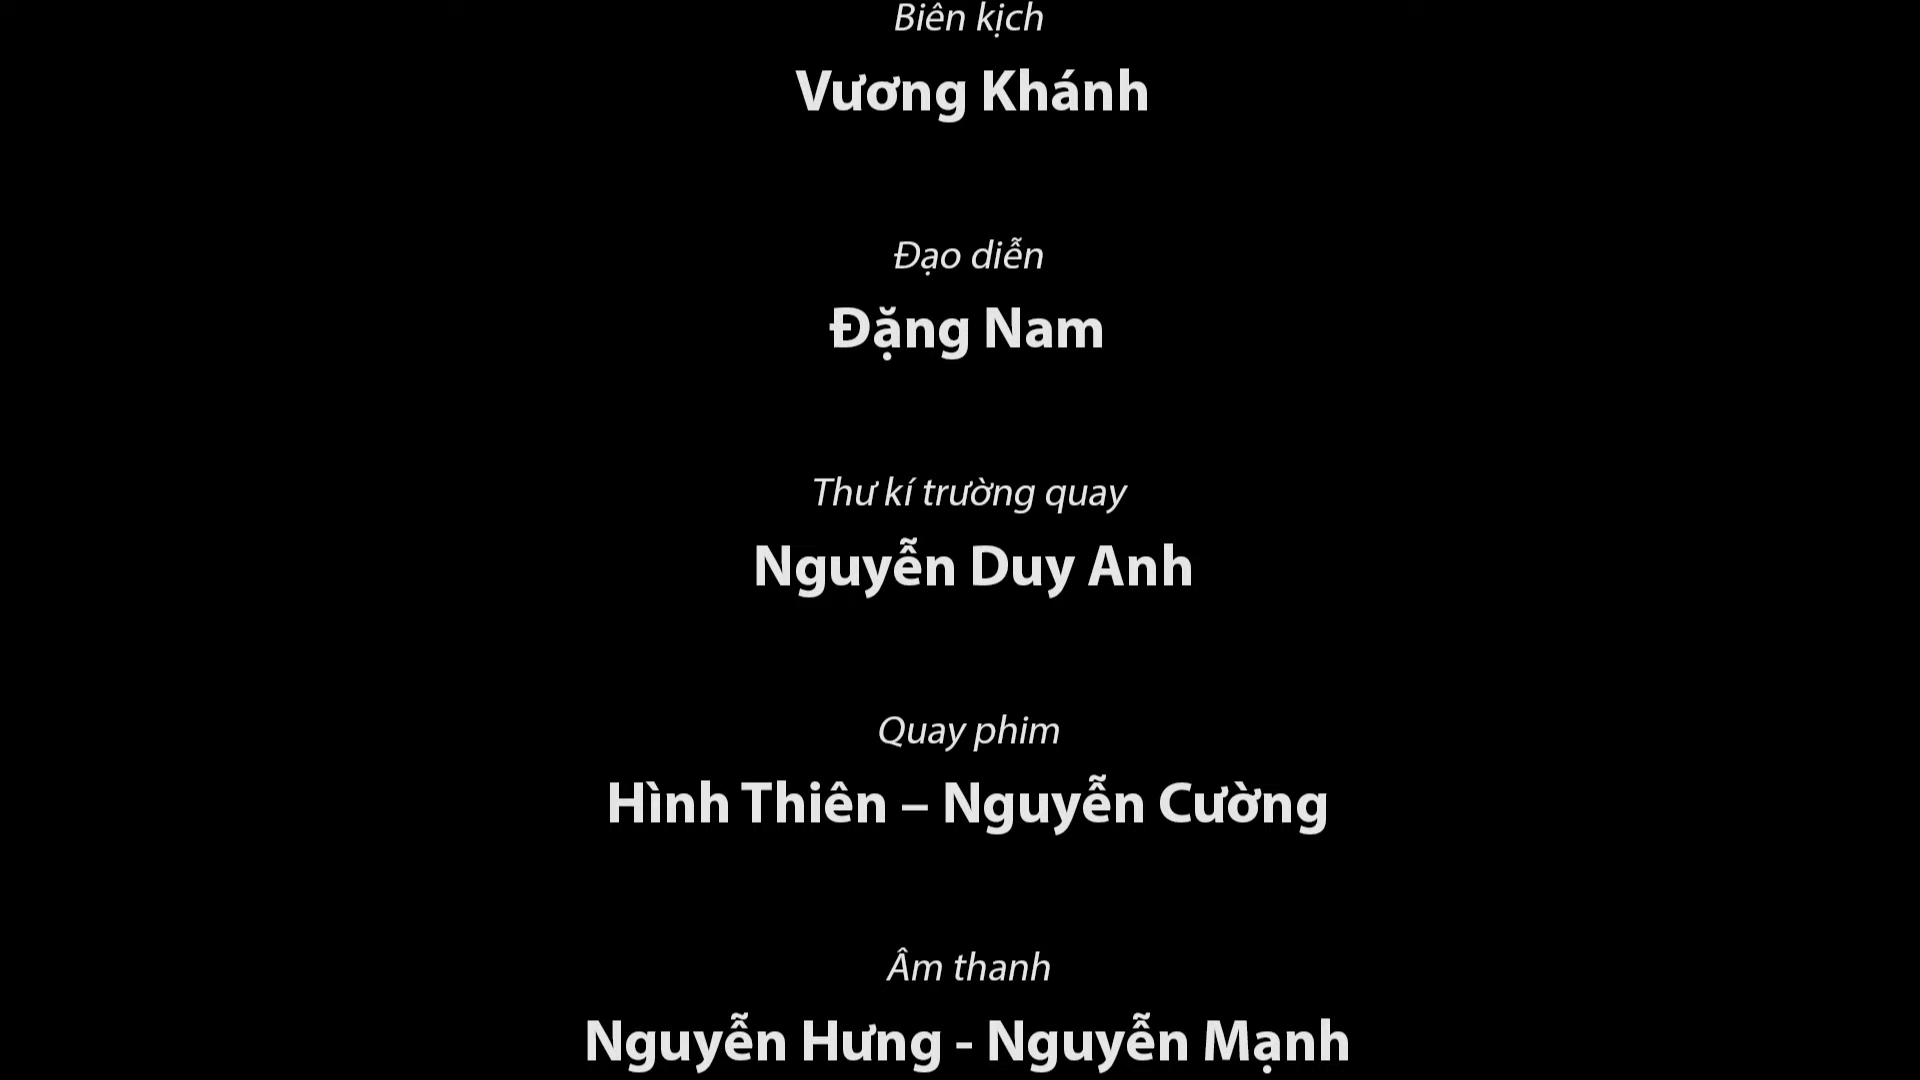 Biên kịch
Vương Khánh
Đạo diễn
Đặng Nam
Thư kí trường quay
Nguyễn Duy Anh
Quay phim
Hình Thiên – Nguyễn Cường
Âm thanh
Nguyễn Hưng - Nguyễn Mạnh